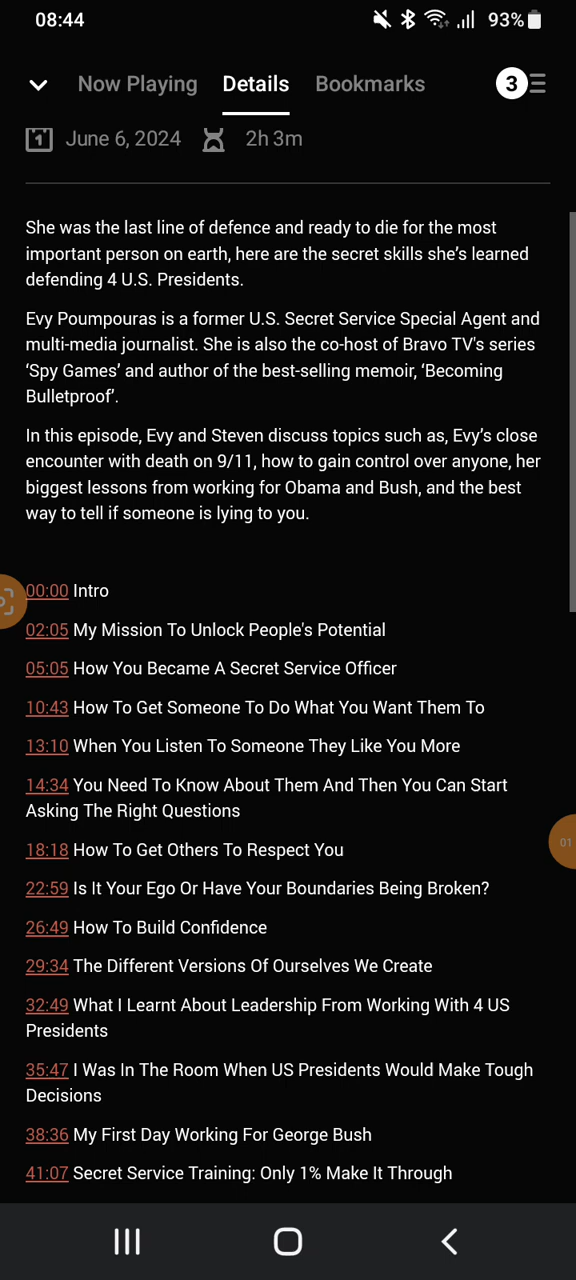 08:44
93%
Now Playing Details Bookmarks 3
1 June 6, 2024 2h 3m
She was the last line of defence and ready to die for the most
important person on earth, here are the secret skills she’s learned
defending 4 U.S. Presidents.
Evy Poumpouras is a former U.S. Secret Service Special Agent and
multi-media journalist. She is also the co-host of Bravo TV's series
‘Spy Games’ and author of the best-selling memoir, ‘Becoming
Bulletproof’.
In this episode, Evy and Steven discuss topics such as, Evy’s close
encounter with death on 9/11, how to gain control over anyone, her
biggest lessons from working for Obama and Bush, and the best
way to tell if someone is lying to you.
00:00 Intro
02:05 My Mission To Unlock People's Potential
05:05 How You Became A Secret Service Officer
10:43 How To Get Someone To Do What You Want Them To
13:10 When You Listen To Someone They Like You More
14:34 You Need To Know About Them And Then You Can Start
Asking The Right Questions
01
18:18 How To Get Others To Respect You
22:59 Is It Your Ego Or Have Your Boundaries Being Broken?
26:49 How To Build Confidence
29:34 The Different Versions Of Ourselves We Create
32:49 What I Learnt About Leadership From Working With 4 US
Presidents
35:47 I Was In The Room When US Presidents Would Make Tough
Decisions
38:36 My First Day Working For George Bush
41:07 Secret Service Training: Only 1% Make It Through